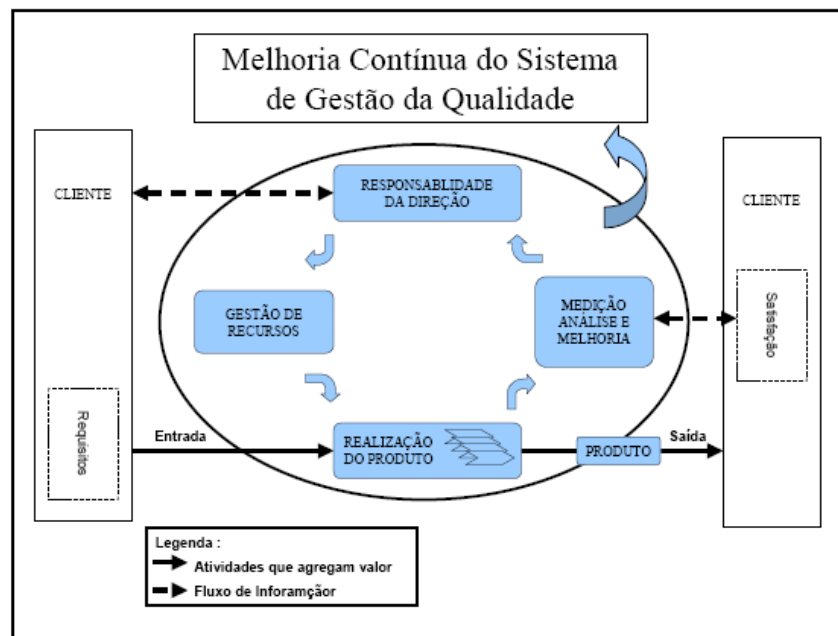 Melhoria Contínua do Sistema
de Gestão da Qualidade
CLIENTE
RESPONSABLIDADE
DA DIREÇÃO
CLIENTE
GESTÃO DE
RECURSOS
MEDIÇÃO
ANÁLISE E
MELHORIA
Satisfação
Requisitos
Entrada
REALIZAÇÃO
DO PRODUTO
PRODUTO
Saída
Legenda :
Atividades que agregam valor
Fluxo de Inforamçãor